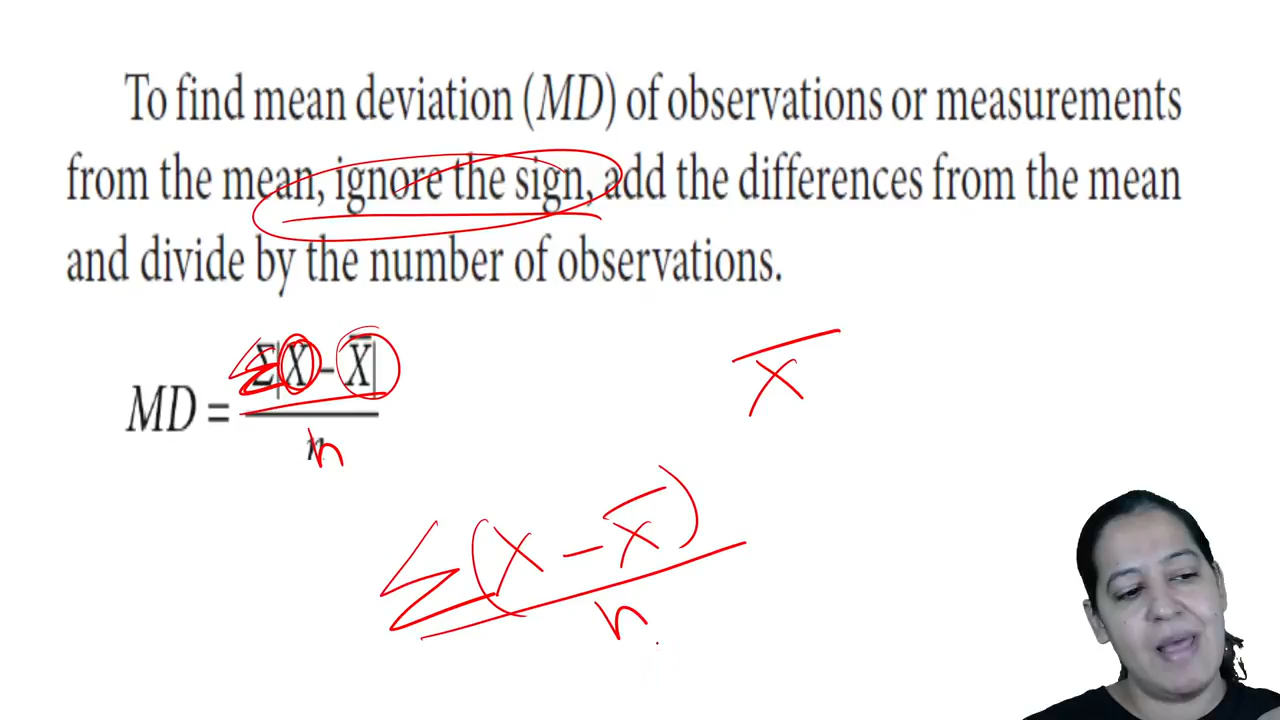 To find mean deviation (MD) of observations or measurements
from the mean, ignore the sign, add the differences from the mean
and divide by the number of observations.
MD = Σ|X - X̅|
n
X̅
Σ(X - X̅)
n